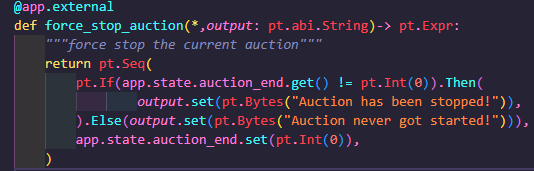 @app.external
def force_stop_auction(*,output: pt.abi.String)-> pt.Expr:
"""force stop the current auction"""
return pt.Seq(
pt.If(app.state.auction_end.get() != pt.Int(0)).Then(
output.set(pt.Bytes("Auction has been stopped!")),
).Else(output.set(pt.Bytes("Auction never got started!"))),
app.state.auction_end.set(pt.Int(0)),
)